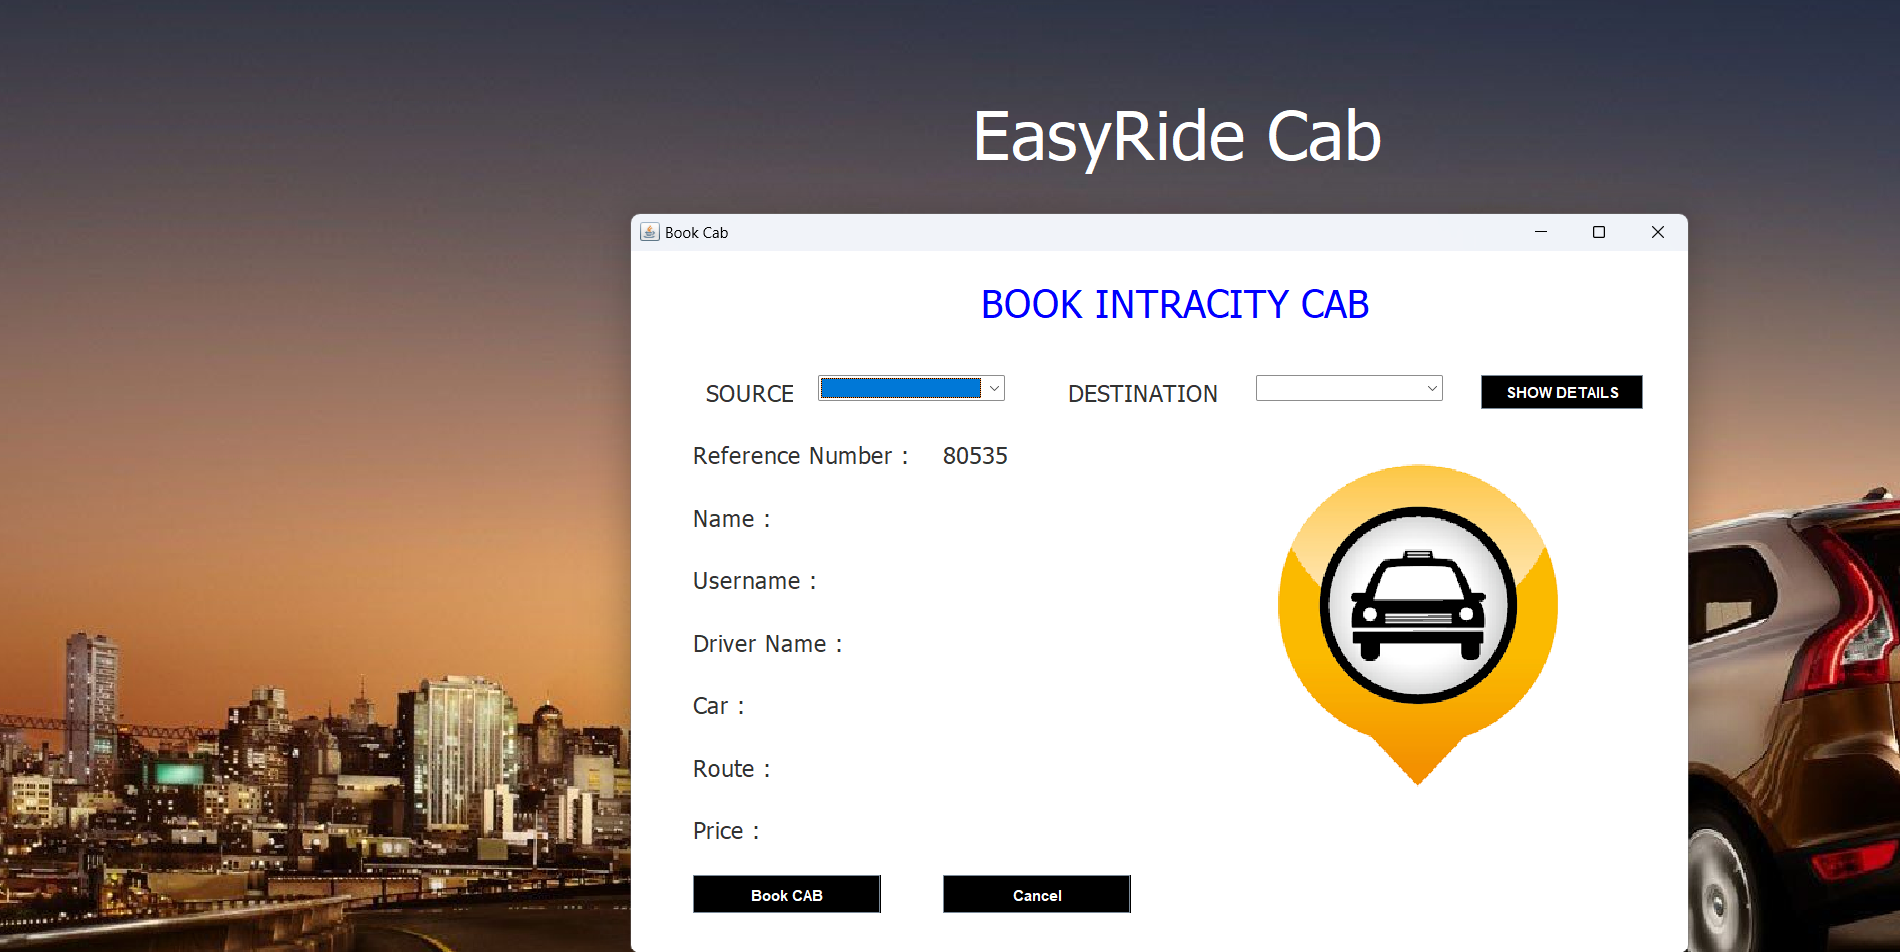 EasyRide Cab
Book Cab
BOOK INTRACITY CAB
SOURCE DESTINATION SHOW DETAILS
Reference Number : 80535
Name :
Username :
Driver Name :
Car :
Route :
Price :
Book CAB Cancel